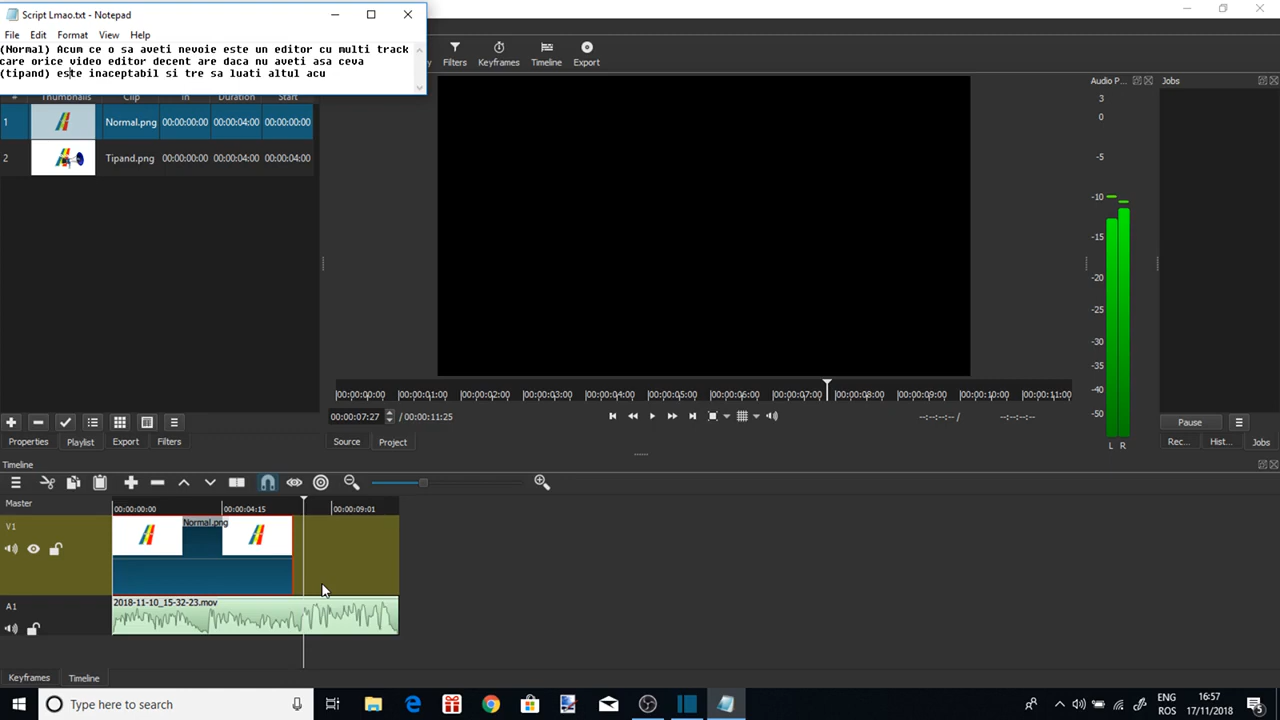 Script Lmao.txt - Notepad
File Edit Format View Help
(Normal) Acum ce o sa aveti nevoie este un editor cu multi track
care orice video editor decent are daca nu aveti asa ceva
(tipand) este inaceptabil si tre sa luati altul acu
Filters Keyframes Timeline Export
# Thumbnails Clip In Duration Start
1 Normal.png 00:00:00:00 00:00:04:00 00:00:00:00
2 Tipand.png 00:00:00:00 00:00:04:00 00:00:04:00
Audio P...
3
0
-5
-10
-15
-20
-25
-30
-35
-40
-50
L R
Jobs
00:00:00:00 00:00:01:00 00:00:02:00 00:00:03:00 00:00:04:00 00:00:05:00 00:00:06:00 00:00:07:00 00:00:08:00 00:00:09:00 00:00:10:00 00:00:11:00
00:00:07:27 / 00:00:11:25 --:--:--:-- / --:--:--:--
Pause
Properties Playlist Export Filters
Source Project
Rec... Hist... Jobs
Timeline
Master
00:00:00:00 00:00:04:15 00:00:09:01
V1
Normal.png
A1
2018-11-10_15-32-23.mov
Keyframes Timeline
Type here to search
ENG
ROS
16:57
17/11/2018
5